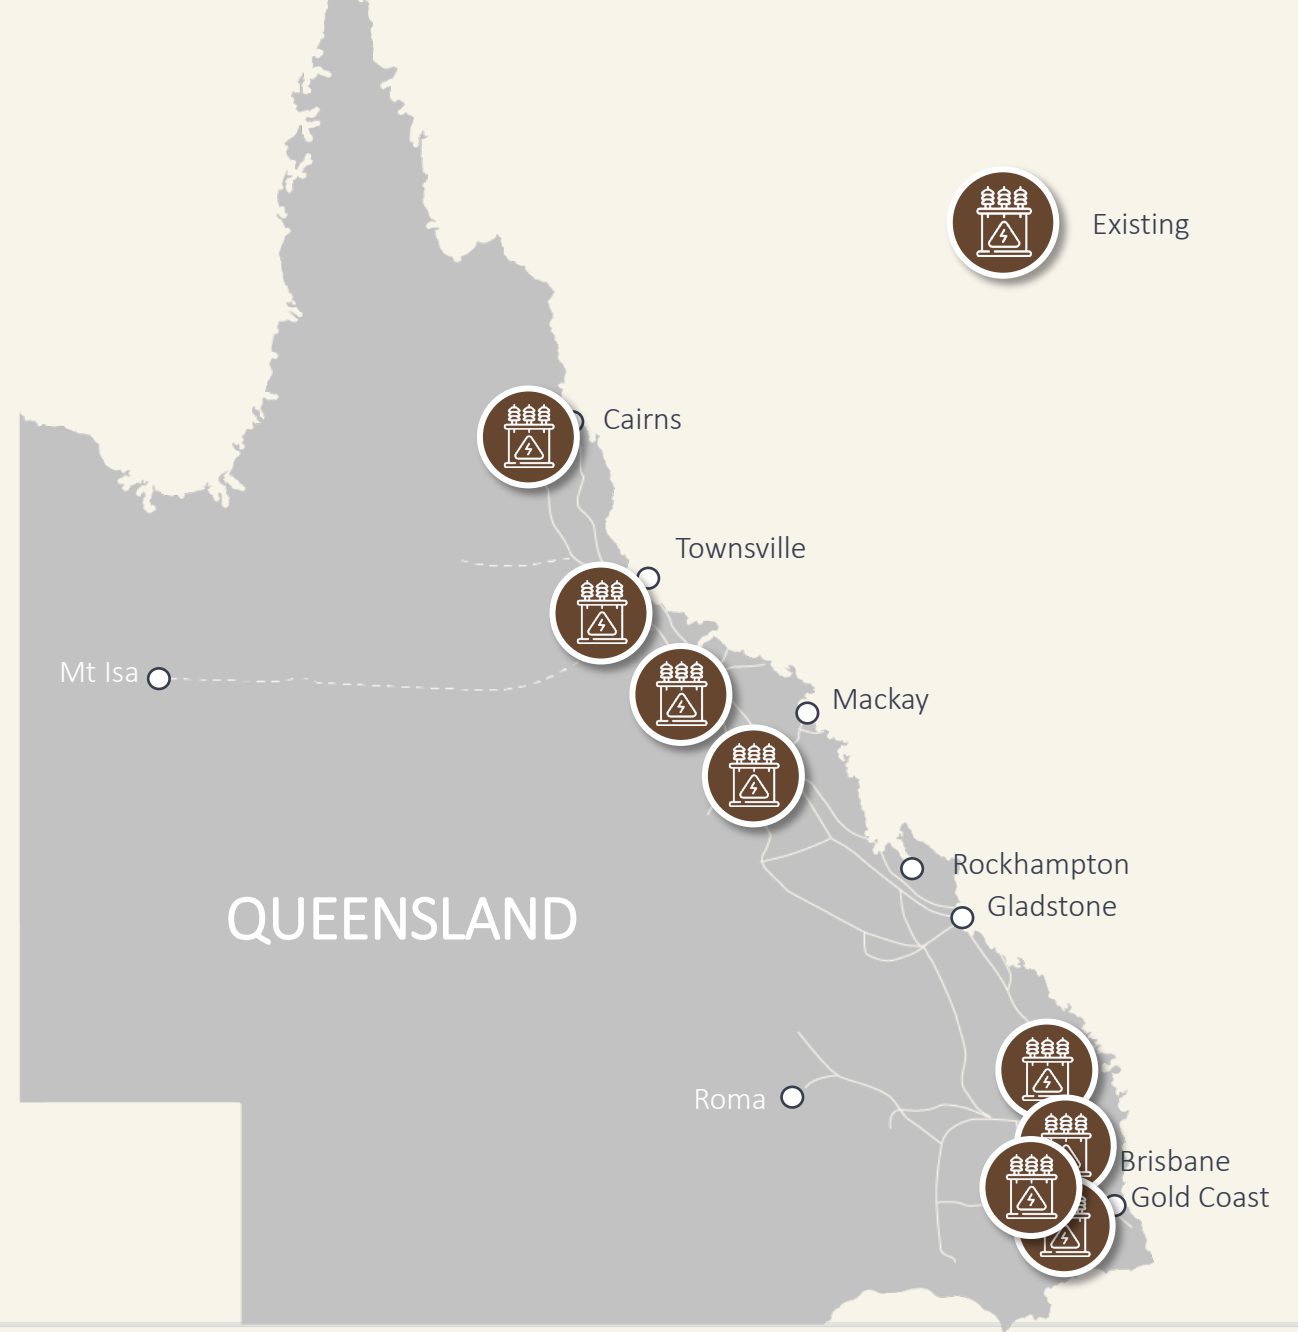 Existing
Cairns
Townsville
Mt Isa
Mackay
Rockhampton
Gladstone
QUEENSLAND
Roma
Brisbane
Gold Coast